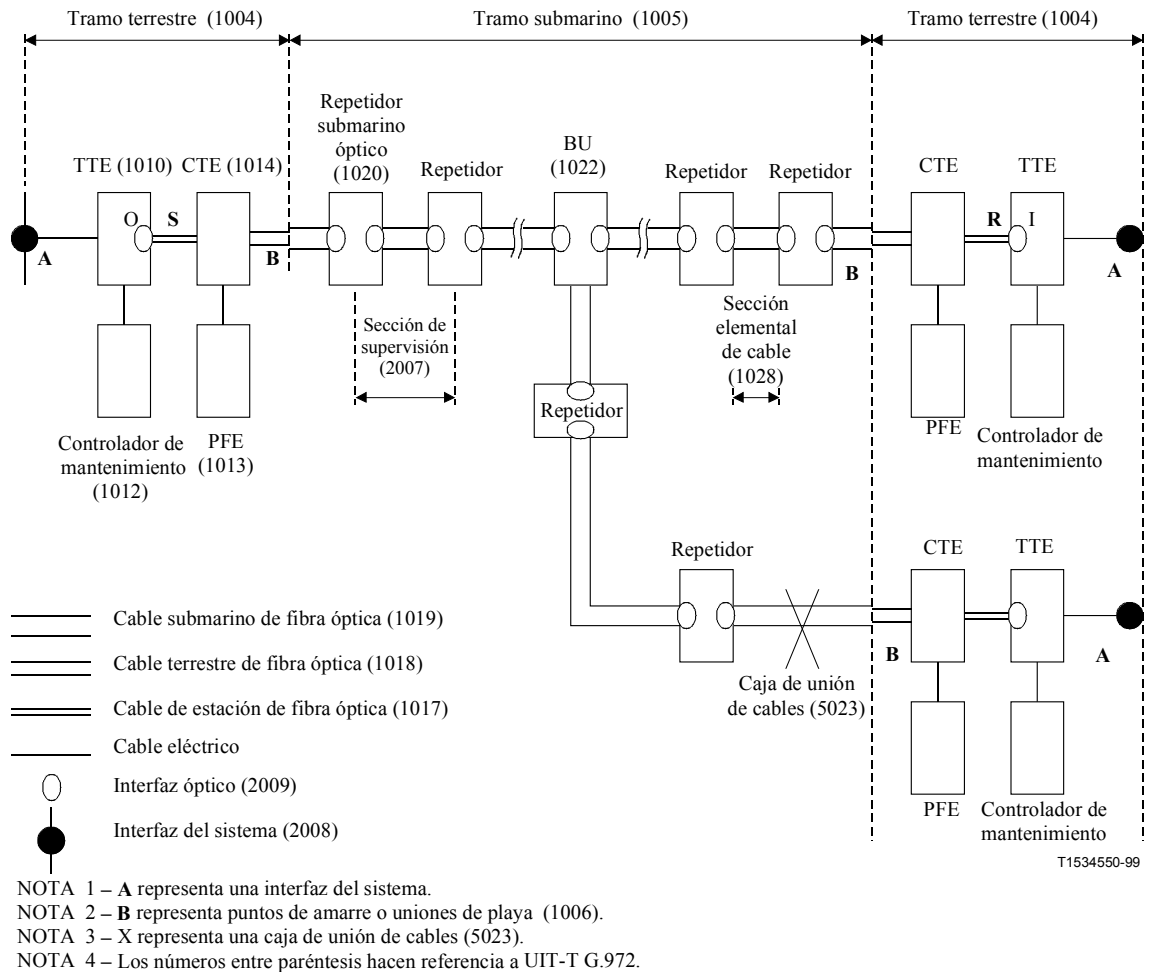 Tramo terrestre (1004)
Tramo submarino (1005)
Tramo terrestre (1004)
Repetidor
submarino
óptico
(1020)
TTE (1010)
CTE (1014)
Repetidor
BU
(1022)
Repetidor
Repetidor
CTE
TTE
O
S
R
I
A
B
B
A
Sección de
supervisión
(2007)
Sección
elemental
de cable
(1028)
Repetidor
Controlador de
mantenimiento
(1012)
PFE
(1013)
PFE
Controlador de
mantenimiento
Repetidor
CTE
TTE
B
A
Caja de unión
de cables (5023)
PFE
Controlador de
mantenimiento
Cable submarino de fibra óptica (1019)
Cable terrestre de fibra óptica (1018)
Cable de estación de fibra óptica (1017)
Cable eléctrico
Interfaz óptico (2009)
Interfaz del sistema (2008)
T1534550-99
NOTA 1 – A representa una interfaz del sistema.
NOTA 2 – B representa puntos de amarre o uniones de playa (1006).
NOTA 3 – X representa una caja de unión de cables (5023).
NOTA 4 – Los números entre paréntesis hacen referencia a UIT-T G.972.